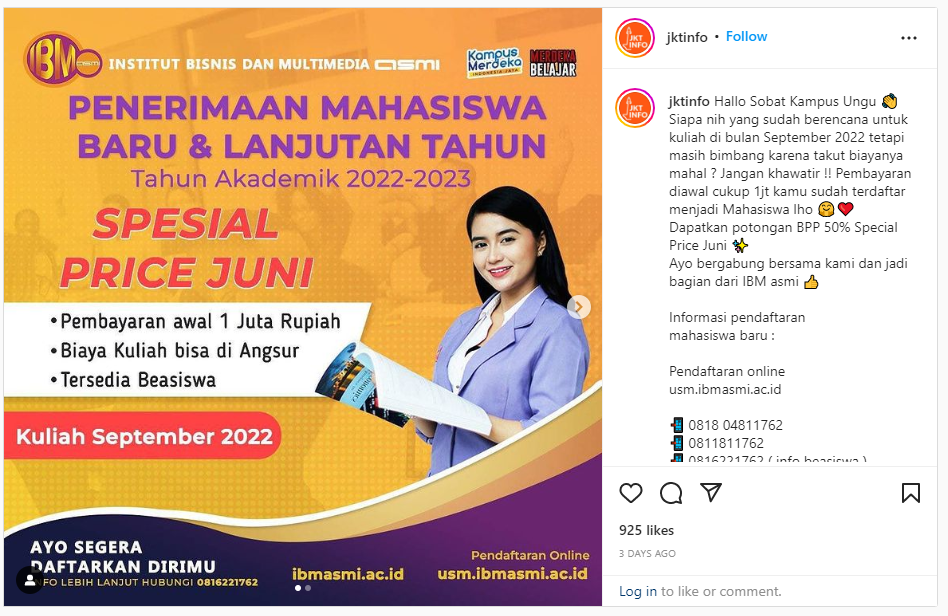 IBM ASMI
INSTITUT BISNIS DAN MULTIMEDIA asmi
Kampus
Merdeka
INDONESIA JAYA
MERDEKA
BELAJAR
PENERIMAAN MAHASISWA
BARU & LANJUTAN TAHUN
Tahun Akademik 2022-2023
SPESIAL
PRICE JUNI
•Pembayaran awal 1 Juta Rupiah
•Biaya Kuliah bisa di Angsur
•Tersedia Beasiswa
Kuliah September 2022
AYO SEGERA
DAFTARKAN DIRIMU
INFO LEBIH LANJUT HUBUNGI 0816221762
ibmasmi.ac.id
Pendaftaran Online
usm.ibmasmi.ac.id
JKT
INFO
jktinfo • Follow
JKT
INFO
jktinfo Hallo Sobat Kampus Ungu 👏
Siapa nih yang sudah berencana untuk
kuliah di bulan September 2022 tetapi
masih bimbang karena takut biayanya
mahal ? Jangan khawatir !! Pembayaran
diawal cukup 1jt kamu sudah terdaftar
menjadi Mahasiswa lho 🤗❤️
Dapatkan potongan BPP 50% Special
Price Juni ✨
Ayo bergabung bersama kami dan jadi
bagian dari IBM asmi 👍
Informasi pendaftaran
mahasiswa baru :
Pendaftaran online
usm.ibmasmi.ac.id
📲 0818 04811762
📲 0811811762
📲 0816221762 ( info beasiswa )
925 likes
3 DAYS AGO
Log in to like or comment.